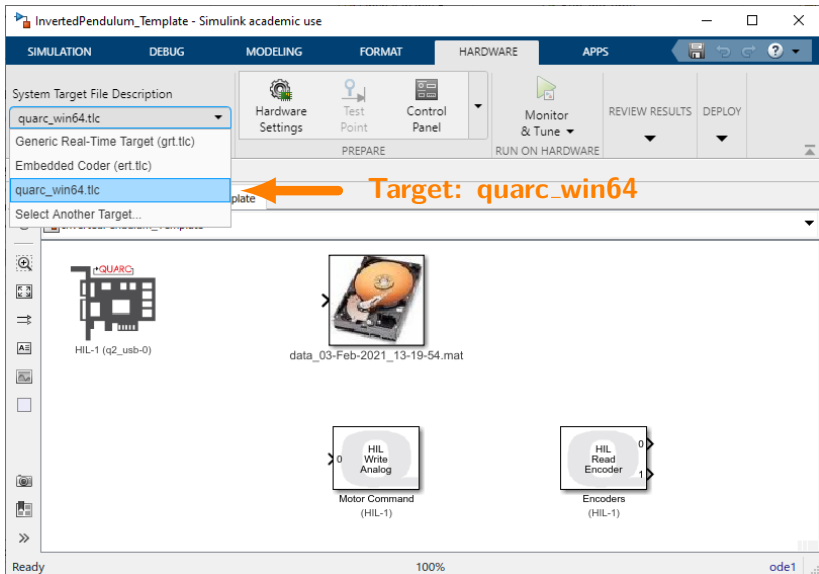 InvertedPendulum_Template - Simulink academic use
SIMULATION DEBUG MODELING FORMAT HARDWARE APPS
System Target File Description
quarc_win64.tlc
Generic Real-Time Target (grt.tlc)
Embedded Coder (ert.tlc)
quarc_win64.tlc
Select Another Target...
Hardware
Settings
Test
Point
Control
Panel
PREPARE
Monitor
& Tune
RUN ON HARDWARE
REVIEW RESULTS
DEPLOY
Target: quarc_win64
plate
QUARC
HIL-1 (q2_usb-0)
data_03-Feb-2021_13-19-54.mat
0
HIL
Write
Analog
Motor Command
(HIL-1)
HIL
Read
Encoder
0
1
Encoders
(HIL-1)
Ready 100% ode1